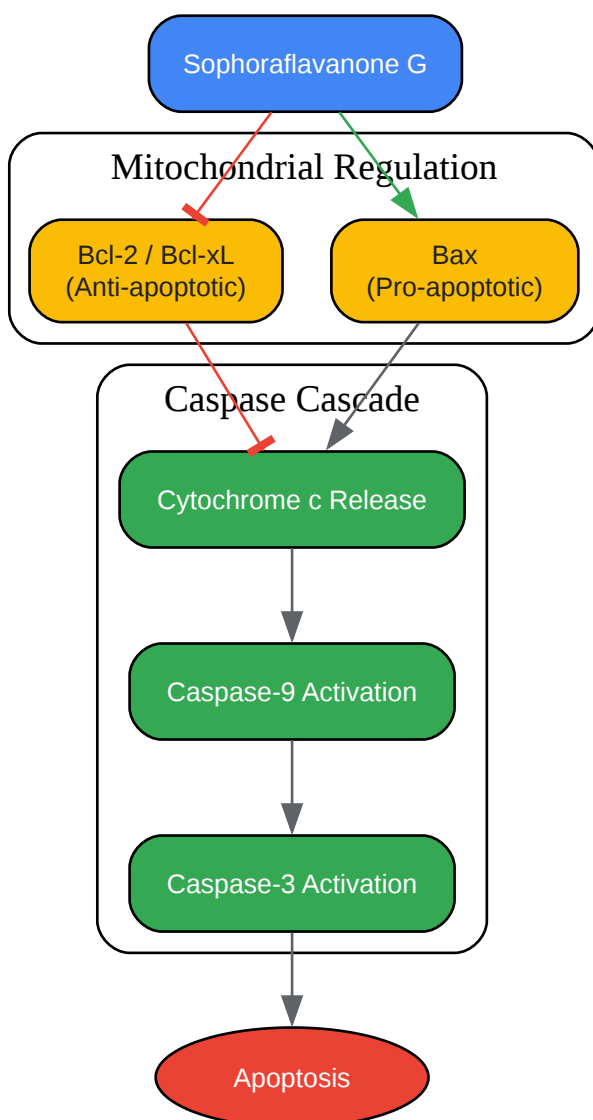 Sophoraflavanone G
Mitochondrial Regulation
Bcl-2 / Bcl-xL
(Anti-apoptotic)
Bax
(Pro-apoptotic)
Caspase Cascade
Cytochrome c Release
Caspase-9 Activation
Caspase-3 Activation
Apoptosis